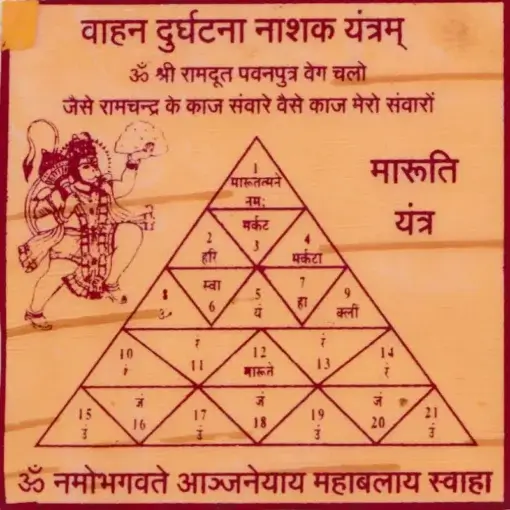 वाहन दुर्घटना नाशक यंत्रम्
ॐ श्री रामदूत पवनपुत्र वेग चलो
जैसे रामचन्द्र के काज संवारे वैसे काज मेरो संवारों
मारूति
यंत्र
1
मारूतत्मने
नमः
मर्कट
2 3 4
हरि मर्कटा
स्वा
8 6 5 7 9
ॐ यं हा क्लीं
10 11 12 13 14
मारूते
जं जं जं
15 16 17 18 19 20 21
उं उं उं उं
ॐ नमोभगवते आञ्जनेयाय महाबलाय स्वाहा